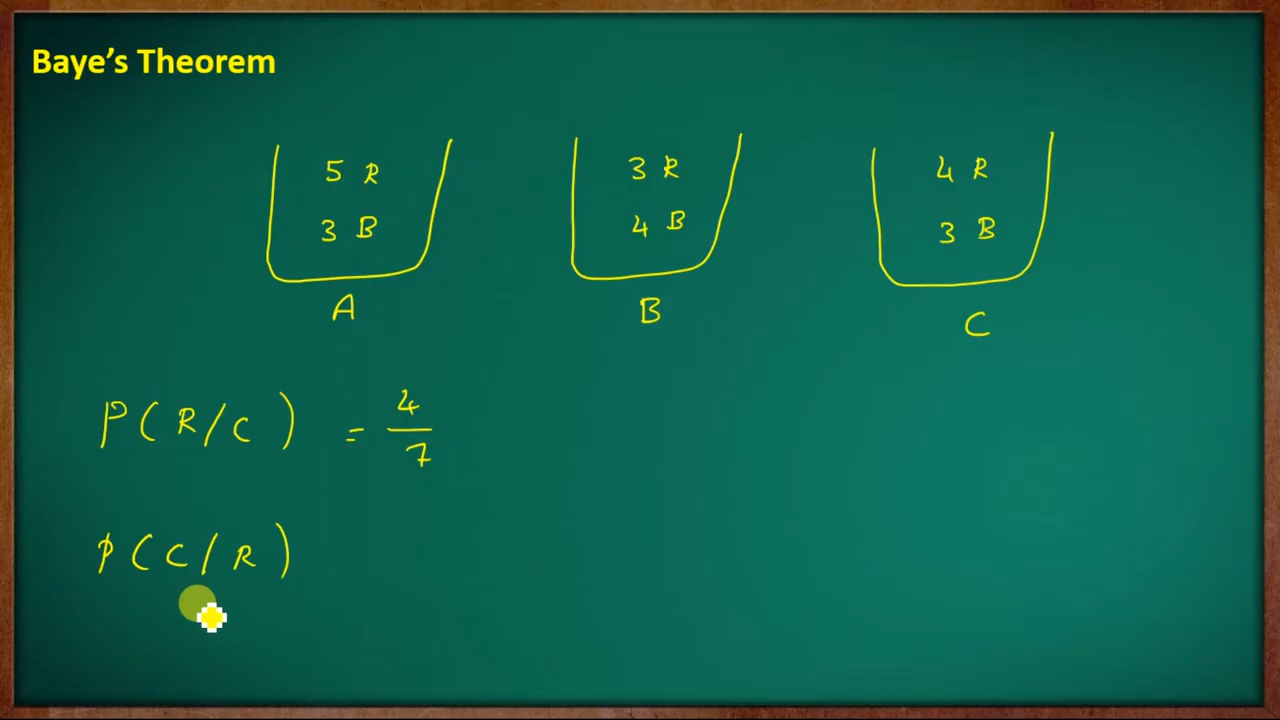 Baye’s Theorem
5 R
3 B
A
3 R
4 B
B
4 R
3 B
C
P(R/C) = 4/7
P(C/R)